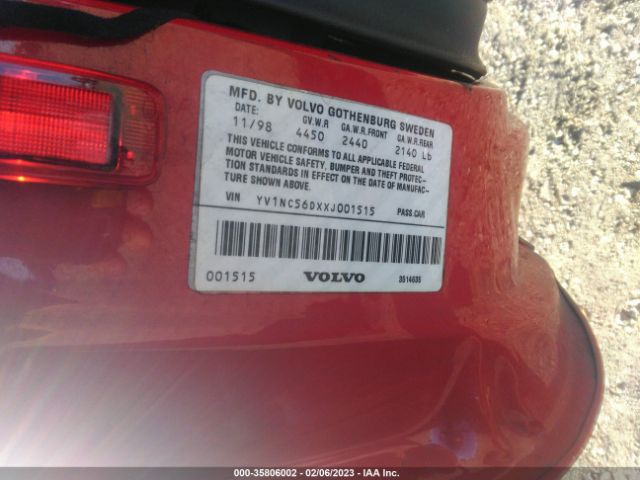 MFD. BY VOLVO GOTHENBURG SWEDEN
DATE: GV.W.R GA.W.R.FRONT GA.W.R.REAR
11/98 4450 2440 2140 Lb
THIS VEHICLE CONFORMS TO ALL APPLICABLE FEDERAL
MOTOR VEHICLE SAFETY, BUMPER AND THEFT PROTEC-
TION STANDARDS IN EFFECT ON THE DATE OF MANUFAC-
TURE SHOWN ABOVE.
VIN YV1NC56DXXJ001515 PASS.CAR
001515 VOLVO 3514635
000-35806002 — 02/06/2023 — IAA Inc.